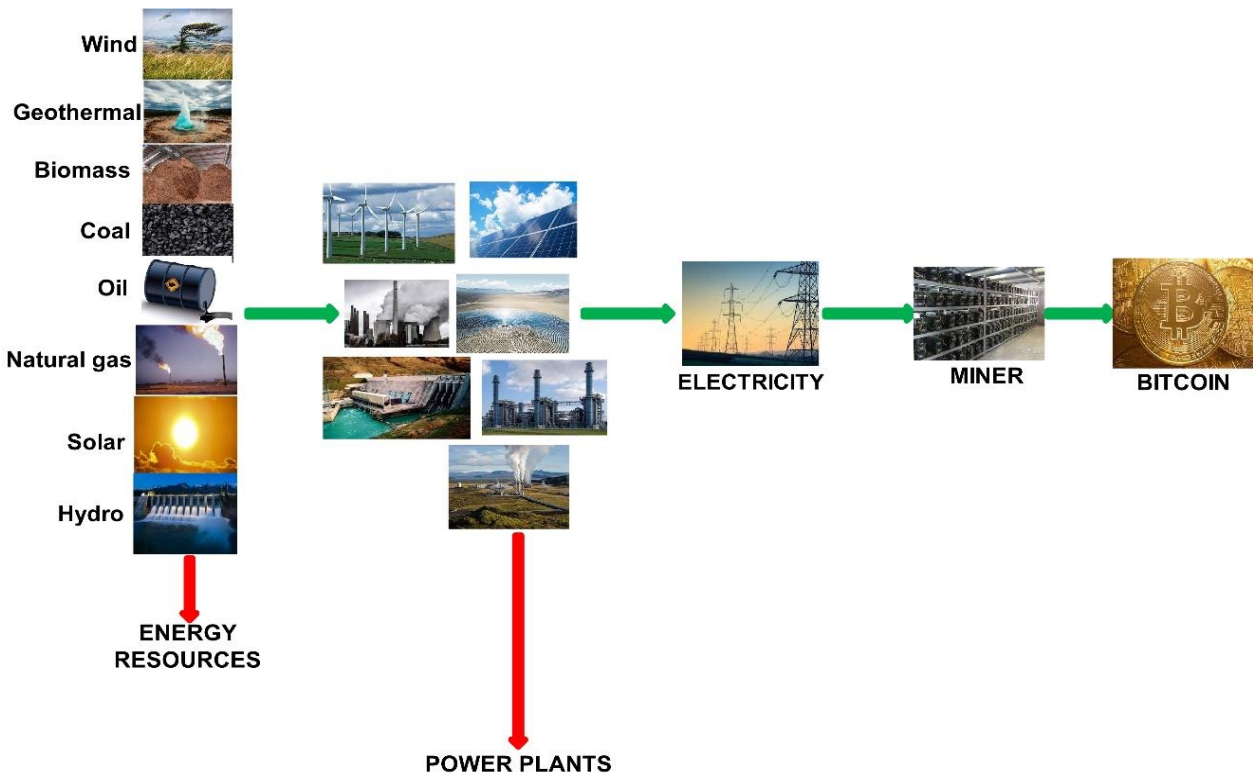 Wind
Geothermal
Biomass
Coal
Oil
Natural gas
Solar
Hydro
ENERGY
RESOURCES
POWER PLANTS
ELECTRICITY
MINER
BITCOIN